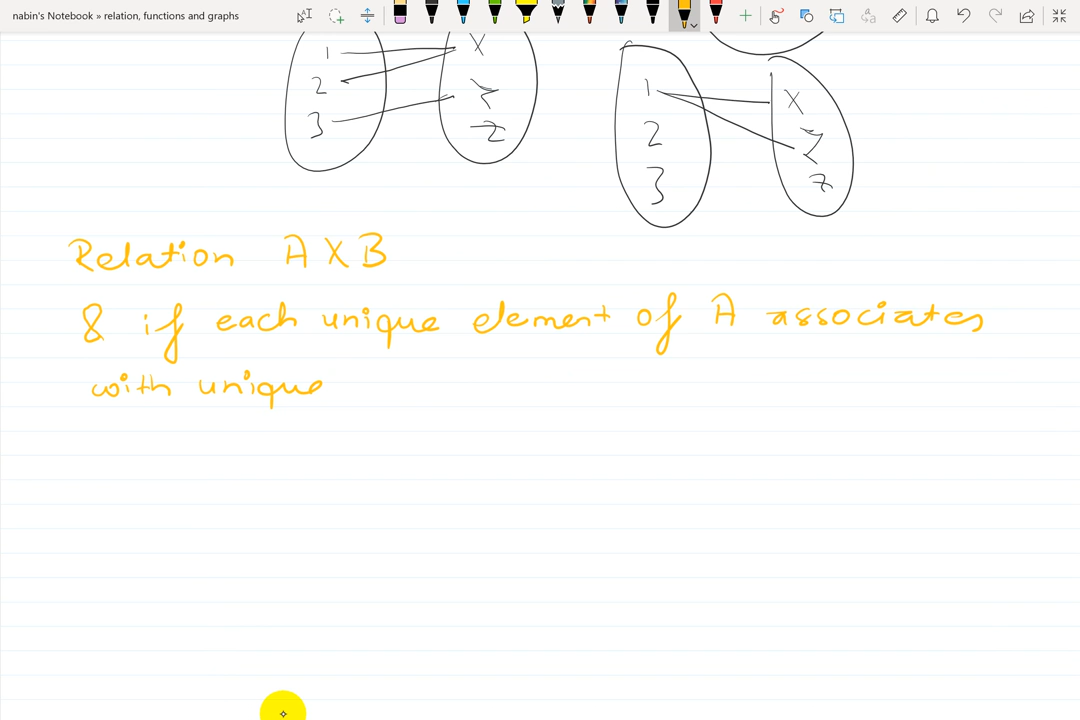 nabin's Notebook » relation, functions and graphs
1 X
2 Y
3 Z
1 X
2 Y
3 Z
Relation A X B
& if each unique element of A associates
with unique